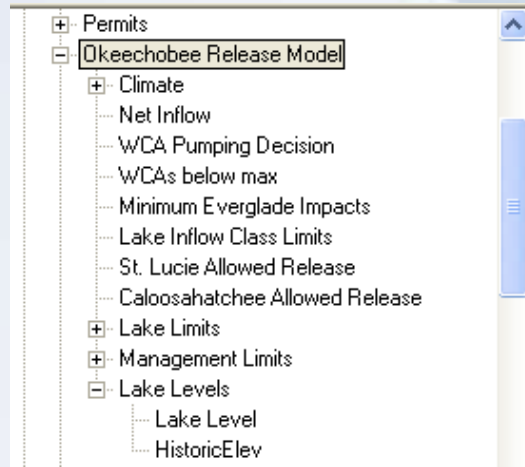 Permits
Okeechobee Release Model
Climate
Net Inflow
WCA Pumping Decision
WCAs below max
Minimum Everglade Impacts
Lake Inflow Class Limits
St. Lucie Allowed Release
Caloosahatchee Allowed Release
Lake Limits
Management Limits
Lake Levels
Lake Level
HistoricElev